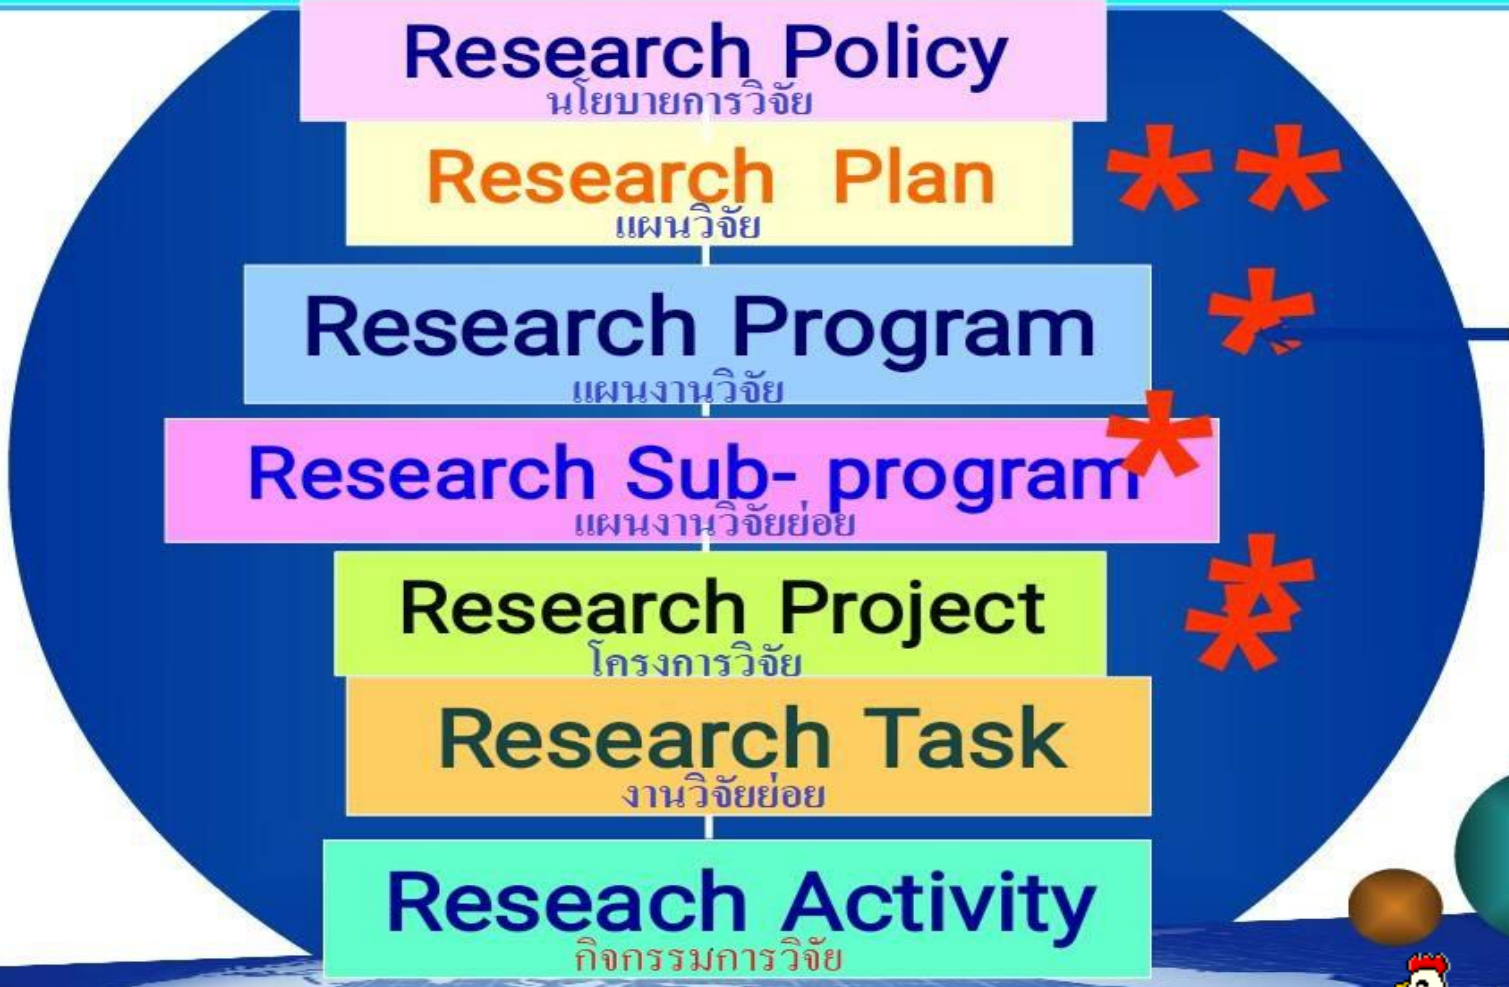 Research Policy
นโยบายการวิจัย
Research Plan
**
แผนวิจัย
Research Program
*
แผนงานวิจัย
Research Sub- program
*
แผนงานวิจัยย่อย
Research Project
**
โครงการวิจัย
Research Task
งานวิจัยย่อย
Reseach Activity
กิจกรรมการวิจัย